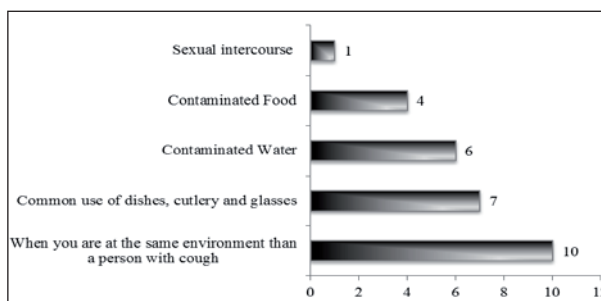 Sexual intercourse 1
Contaminated Food 4
Contaminated Water 6
Common use of dishes, cutlery and glasses 7
When you are at the same environment than
a person with cough 10
0 2 4 6 8 10 12